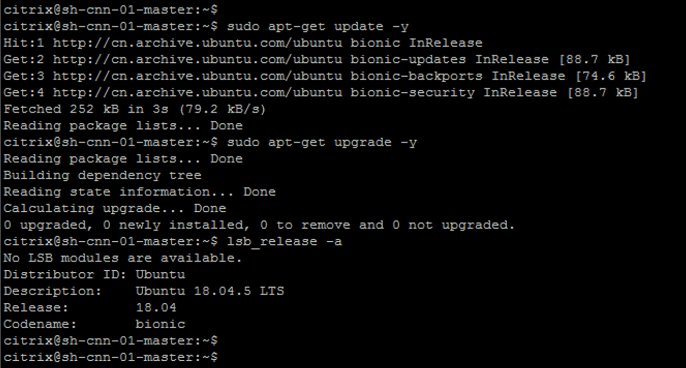 citrix@sh-cnn-01-master:~$
citrix@sh-cnn-01-master:~$ sudo apt-get update -y
Hit:1 http://cn.archive.ubuntu.com/ubuntu bionic InRelease
Get:2 http://cn.archive.ubuntu.com/ubuntu bionic-updates InRelease [88.7 kB]
Get:3 http://cn.archive.ubuntu.com/ubuntu bionic-backports InRelease [74.6 kB]
Get:4 http://cn.archive.ubuntu.com/ubuntu bionic-security InRelease [88.7 kB]
Fetched 252 kB in 3s (79.2 kB/s)
Reading package lists... Done
citrix@sh-cnn-01-master:~$ sudo apt-get upgrade -y
Reading package lists... Done
Building dependency tree
Reading state information... Done
Calculating upgrade... Done
0 upgraded, 0 newly installed, 0 to remove and 0 not upgraded.
citrix@sh-cnn-01-master:~$ lsb_release -a
No LSB modules are available.
Distributor ID: Ubuntu
Description:    Ubuntu 18.04.5 LTS
Release:        18.04
Codename:       bionic
citrix@sh-cnn-01-master:~$
citrix@sh-cnn-01-master:~$